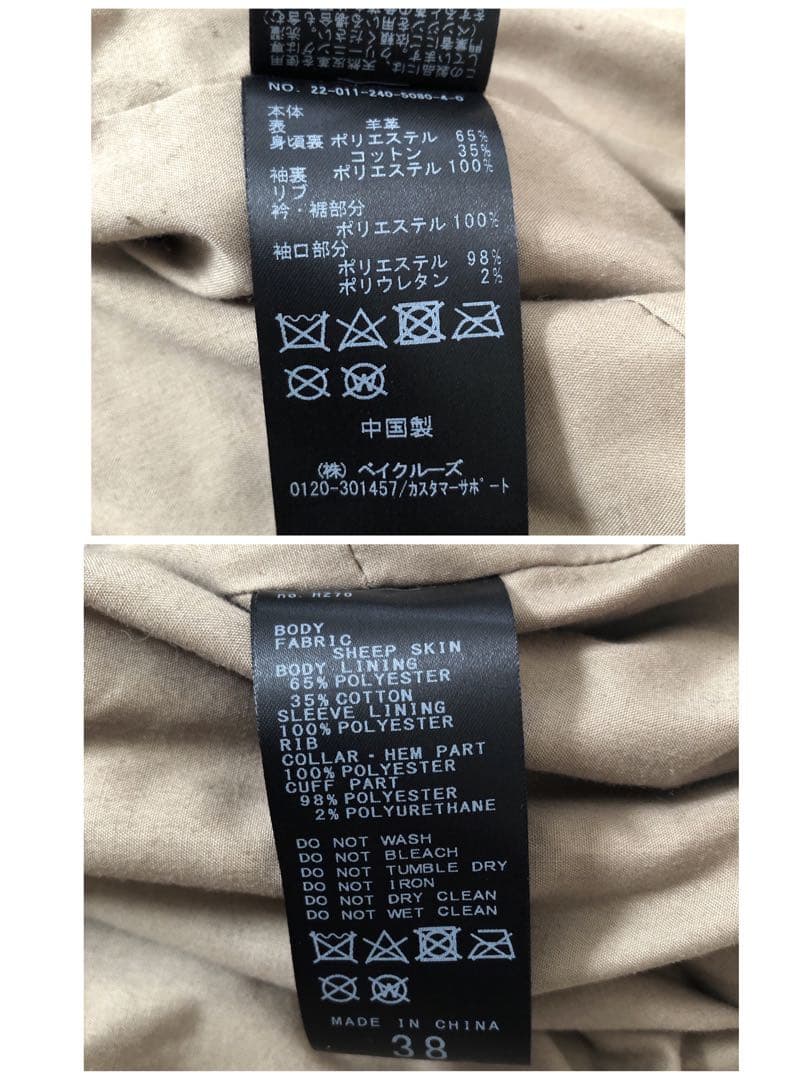 NO. 22-011-240-5080-4-0
本体
表 羊革
身頃裏 ポリエステル 65%
コットン 35%
袖裏 ポリエステル 100%
リブ
衿・裾部分
ポリエステル 100%
袖口部分
ポリエステル 98%
ポリウレタン 2%
W
中国製
(株) ベイクルーズ
0120-301457/カスタマーサポート
BODY
FABRIC
SHEEP SKIN
BODY LINING
65% POLYESTER
35% COTTON
SLEEVE LINING
100% POLYESTER
RIB
COLLAR - HEM PART
100% POLYESTER
CUFF PART
98% POLYESTER
2% POLYURETHANE
DO NOT WASH
DO NOT BLEACH
DO NOT TUMBLE DRY
DO NOT IRON
DO NOT DRY CLEAN
DO NOT WET CLEAN
W
MADE IN CHINA
38